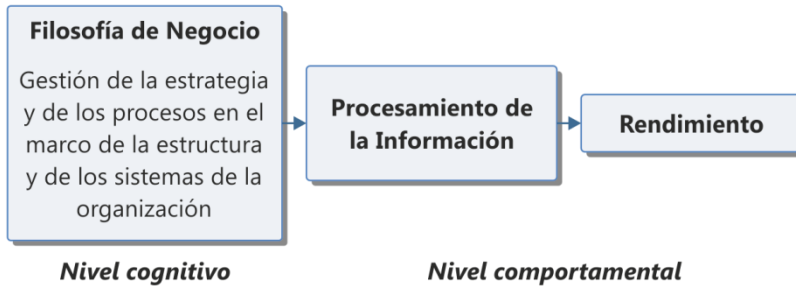 Filosofía de Negocio
Gestión de la estrategia
y de los procesos en el
marco de la estructura
y de los sistemas de la
organización
Procesamiento de
la Información
Rendimiento
Nivel cognitivo
Nivel comportamental